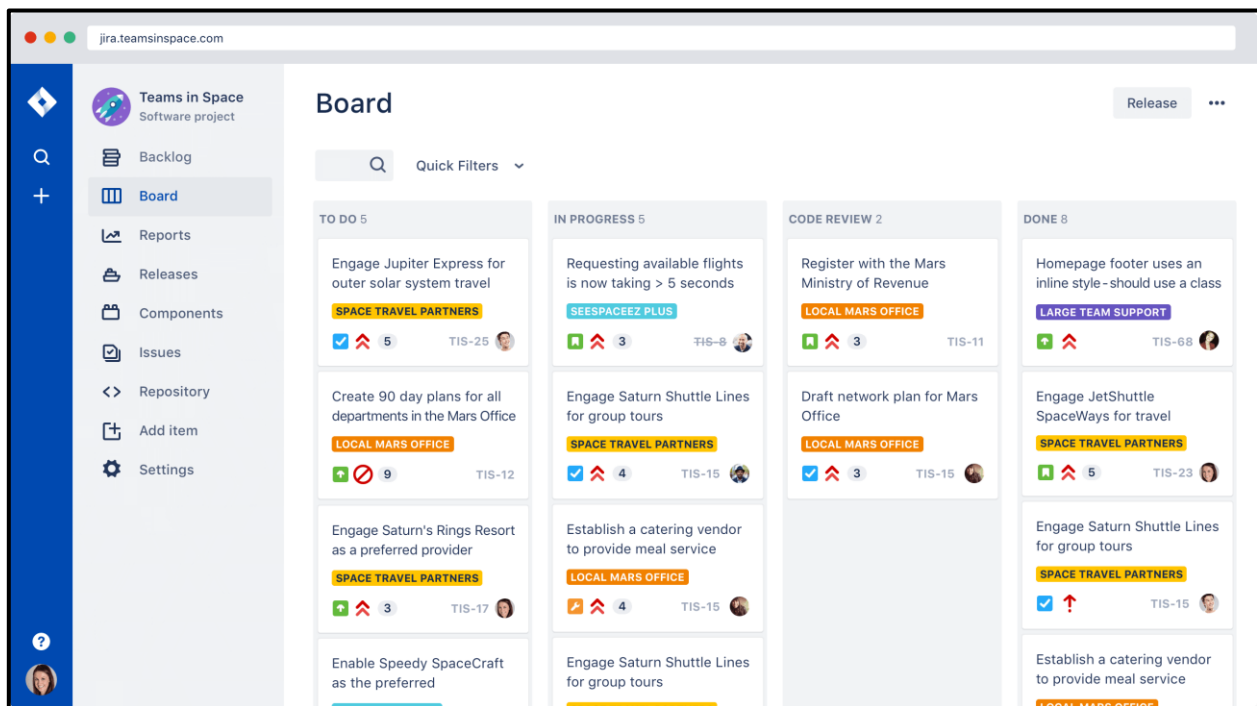 jira.teamsinspace.com
Teams in Space
Software project
Backlog
Board
Reports
Releases
Components
Issues
Repository
Add item
Settings
?
Board
Release
Quick Filters
TO DO 5
Engage Jupiter Express for
outer solar system travel
SPACE TRAVEL PARTNERS
5 TIS-25
Create 90 day plans for all
departments in the Mars Office
LOCAL MARS OFFICE
9 TIS-12
Engage Saturn's Rings Resort
as a preferred provider
SPACE TRAVEL PARTNERS
3 TIS-17
Enable Speedy SpaceCraft
as the preferred
IN PROGRESS 5
Requesting available flights
is now taking > 5 seconds
SEESPACEEZ PLUS
3 TIS-8
Engage Saturn Shuttle Lines
for group tours
SPACE TRAVEL PARTNERS
4 TIS-15
Establish a catering vendor
to provide meal service
LOCAL MARS OFFICE
4 TIS-15
Engage Saturn Shuttle Lines
for group tours
CODE REVIEW 2
Register with the Mars
Ministry of Revenue
LOCAL MARS OFFICE
3 TIS-11
Draft network plan for Mars
Office
LOCAL MARS OFFICE
3 TIS-15
DONE 8
Homepage footer uses an
inline style-should use a class
LARGE TEAM SUPPORT
TIS-68
Engage JetShuttle
SpaceWays for travel
SPACE TRAVEL PARTNERS
5 TIS-23
Engage Saturn Shuttle Lines
for group tours
SPACE TRAVEL PARTNERS
TIS-15
Establish a catering vendor
to provide meal service
LOCAL MARS OFFICE